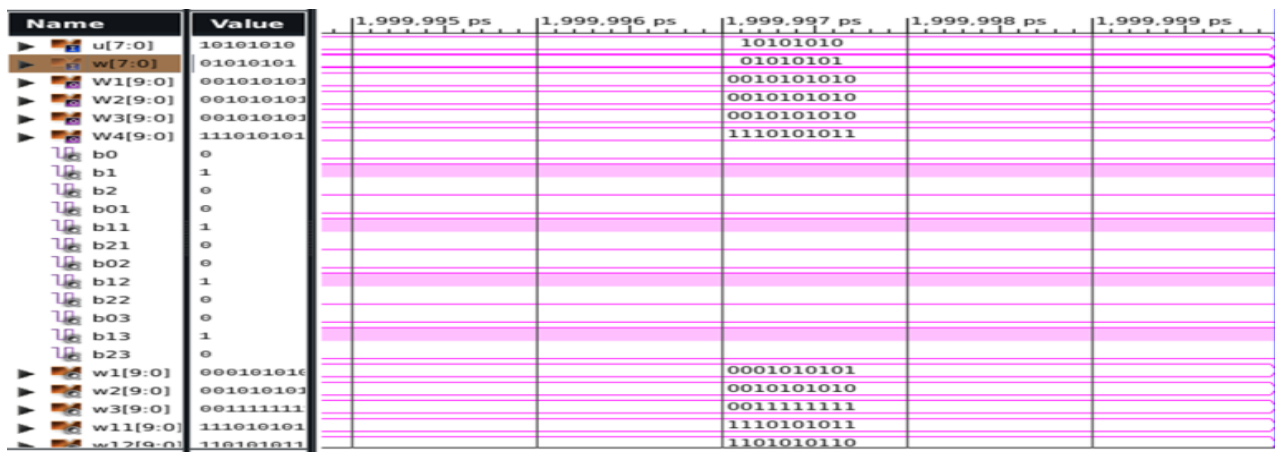 Name Value 1,999,995 ps 1,999,996 ps 1,999,997 ps 1,999,998 ps 1,999,999 ps
u[7:0] 10101010 10101010
w[7:0] 01010101 01010101
W1[9:0] 001010101 0010101010
W2[9:0] 001010101 0010101010
W3[9:0] 001010101 0010101010
W4[9:0] 111010101 1110101011
b0 0
b1 1
b2 0
b01 0
b11 1
b21 0
b02 0
b12 1
b22 0
b03 0
b13 1
b23 0
w1[9:0] 000101010 0001010101
w2[9:0] 001010101 0010101010
w3[9:0] 001111111 0011111111
w11[9:0] 111010101 1110101011
w12[9:0] 110101011 1101010110